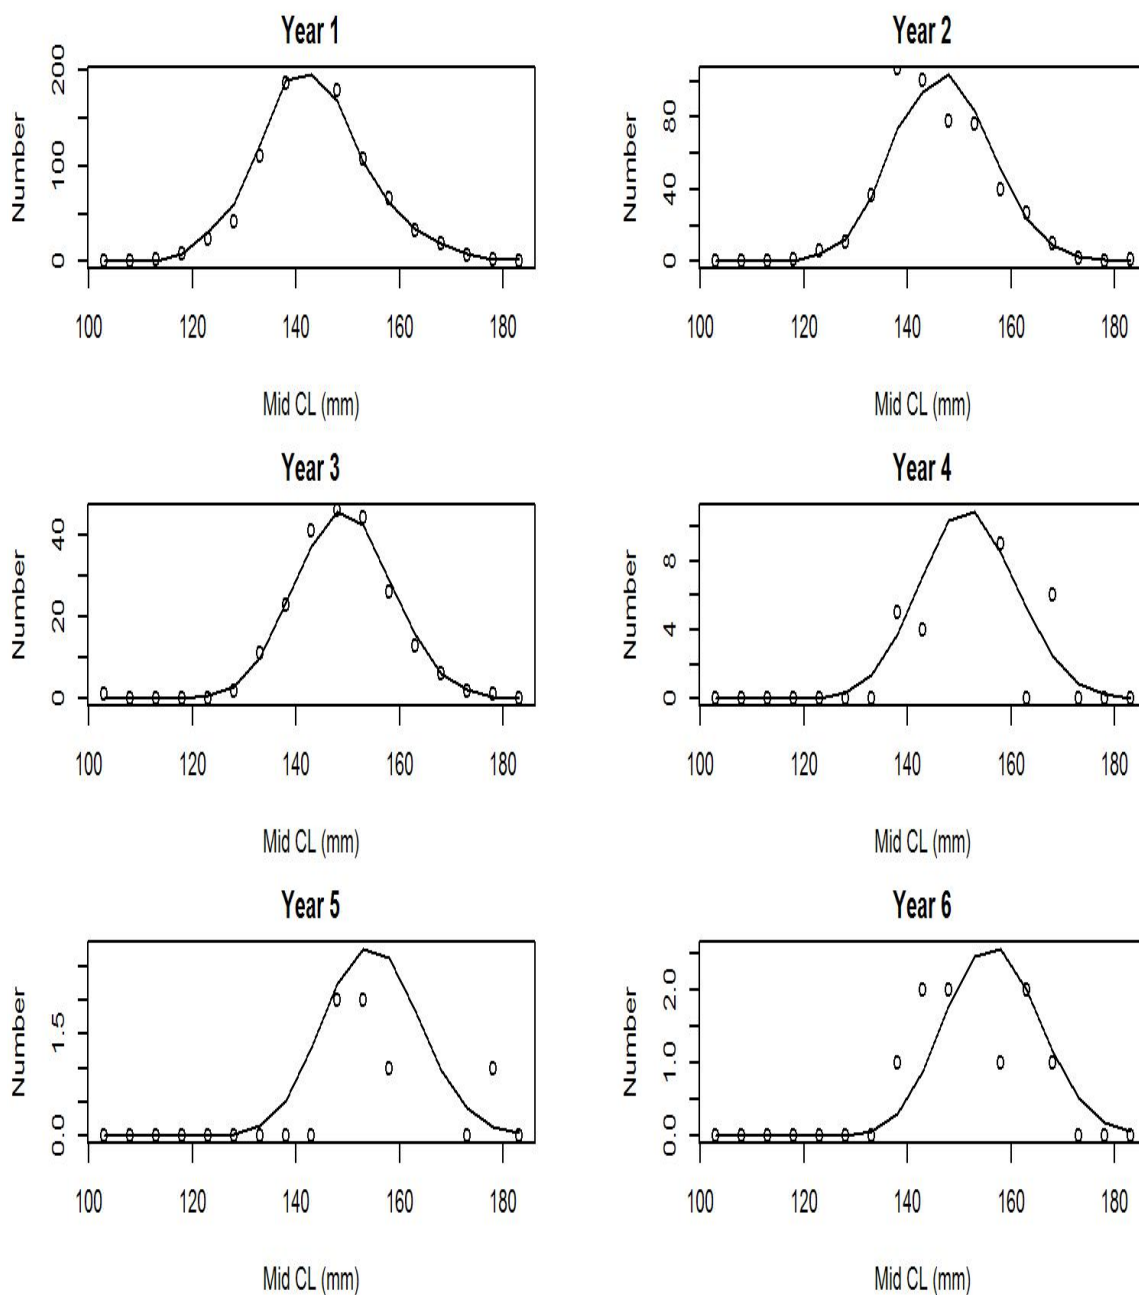 Year 1
Number
0 100 200
100 120 140 160 180
Mid CL (mm)
Year 2
Number
0 40 80
100 120 140 160 180
Mid CL (mm)
Year 3
Number
0 20 40
100 120 140 160 180
Mid CL (mm)
Year 4
Number
0 4 8
100 120 140 160 180
Mid CL (mm)
Year 5
Number
0.0 1.5
100 120 140 160 180
Mid CL (mm)
Year 6
Number
0.0 1.0 2.0
100 120 140 160 180
Mid CL (mm)